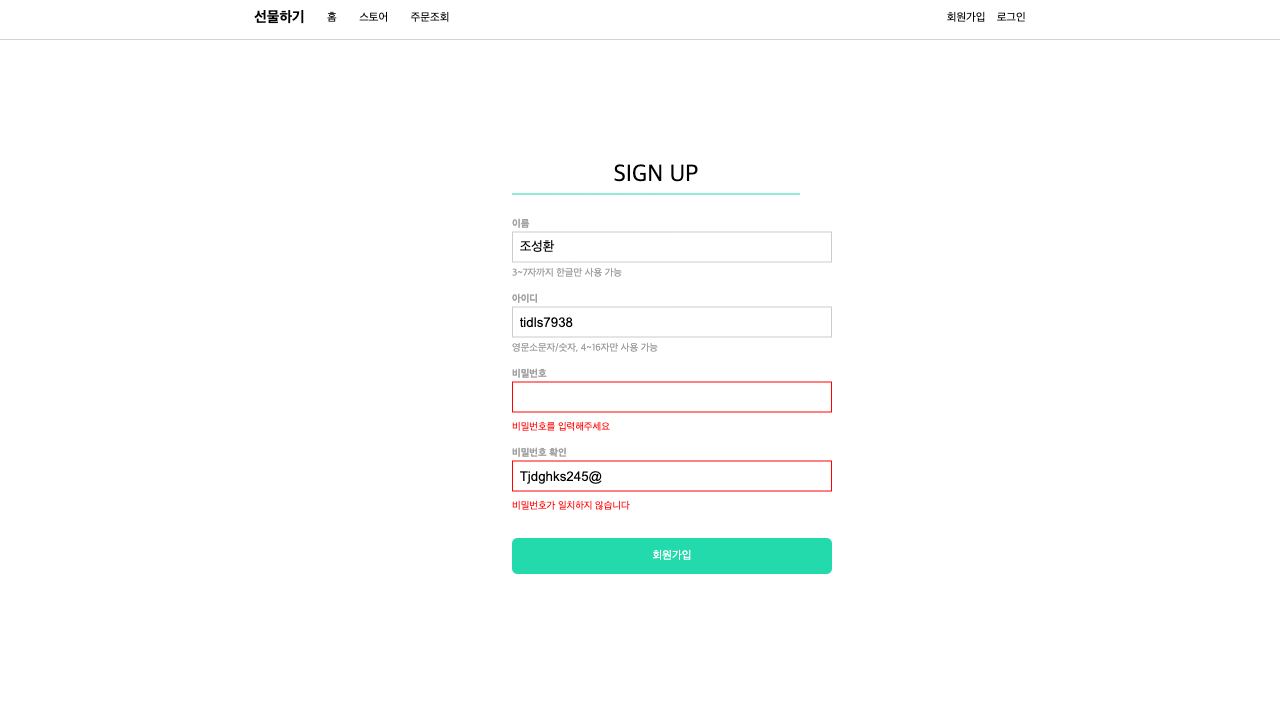 선물하기 홈 스토어 주문조회 회원가입 로그인
SIGN UP
이름
조성환
3~7자까지 한글만 사용 가능
아이디
tidls7938
영문소문자/숫자, 4~16자만 사용 가능
비밀번호
비밀번호를 입력해주세요
비밀번호 확인
Tjdghks245@
비밀번호가 일치하지 않습니다
회원가입